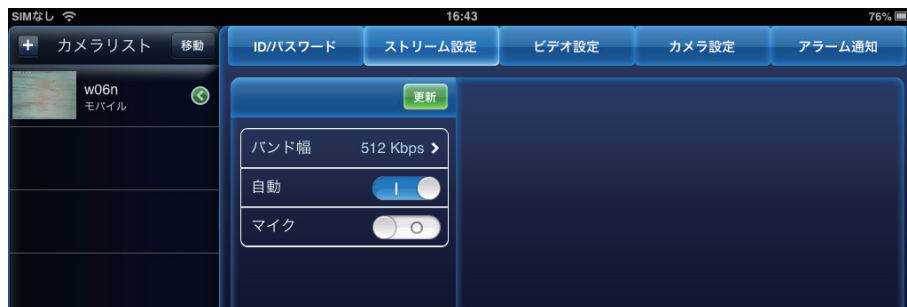 SIMなし 16:43 76%
+ カメラリスト 移動
ID/パスワード ストリーム設定 ビデオ設定 カメラ設定 アラーム通知
w06n
モバイル
更新
バンド幅 512 Kbps >
自動
マイク